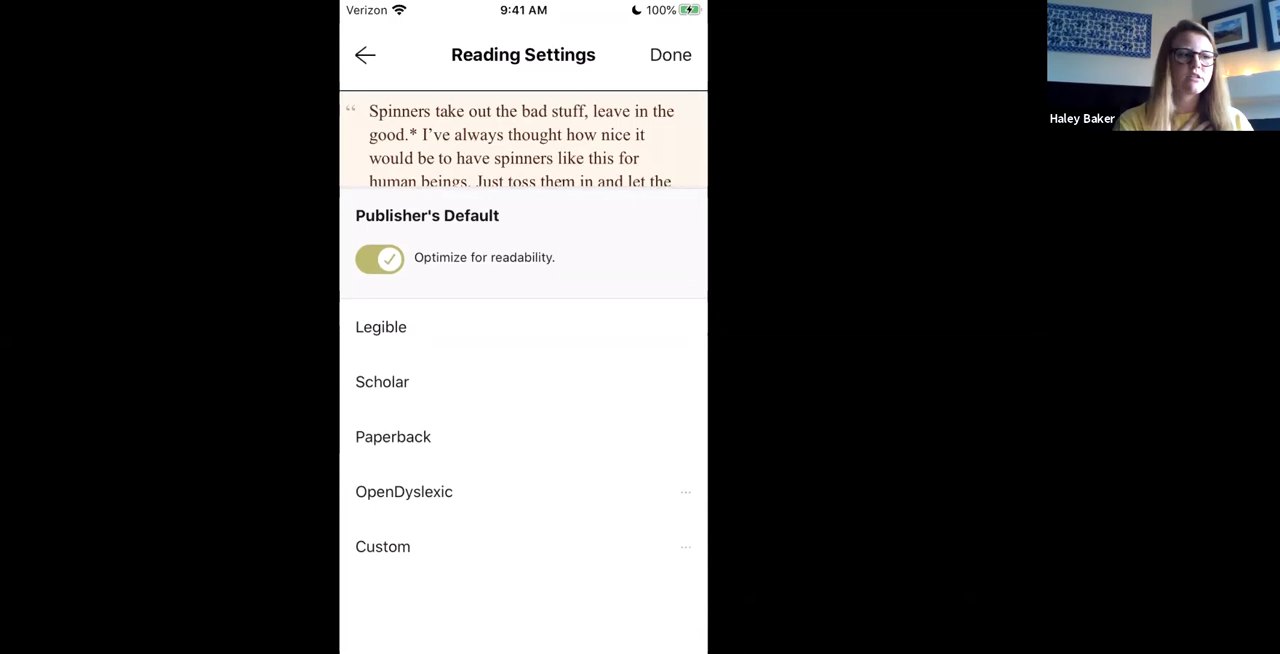 Verizon 9:41 AM 100%
Reading Settings Done
“ Spinners take out the bad stuff, leave in the
good.* I’ve always thought how nice it
would be to have spinners like this for
human beings. Just toss them in and let the
Publisher's Default
Optimize for readability.
Legible
Scholar
Paperback
OpenDyslexic ...
Custom ...
Haley Baker